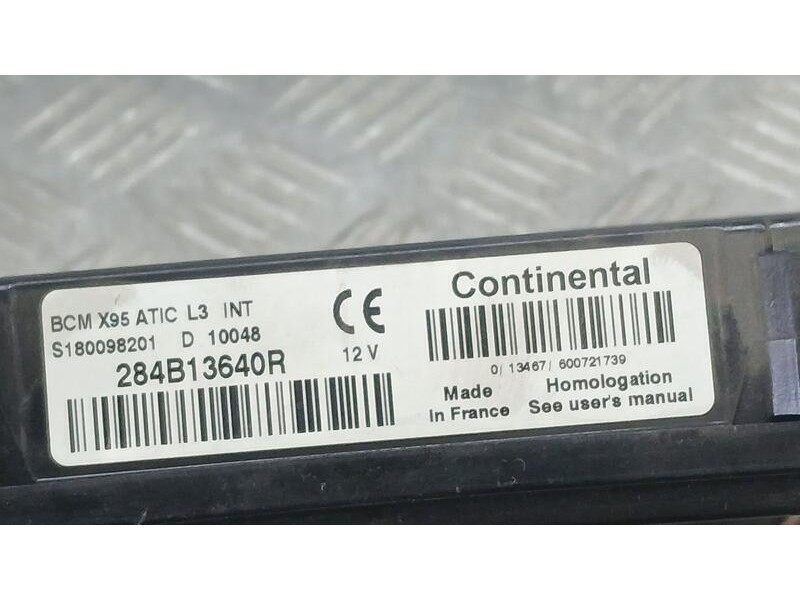 BCM X95 ATIC L3 INT
S180098201 D 10048
284B13640R
CE
12 V
Continental
0/ 13467/ 600721739
Made
in France
Homologation
See user's manual